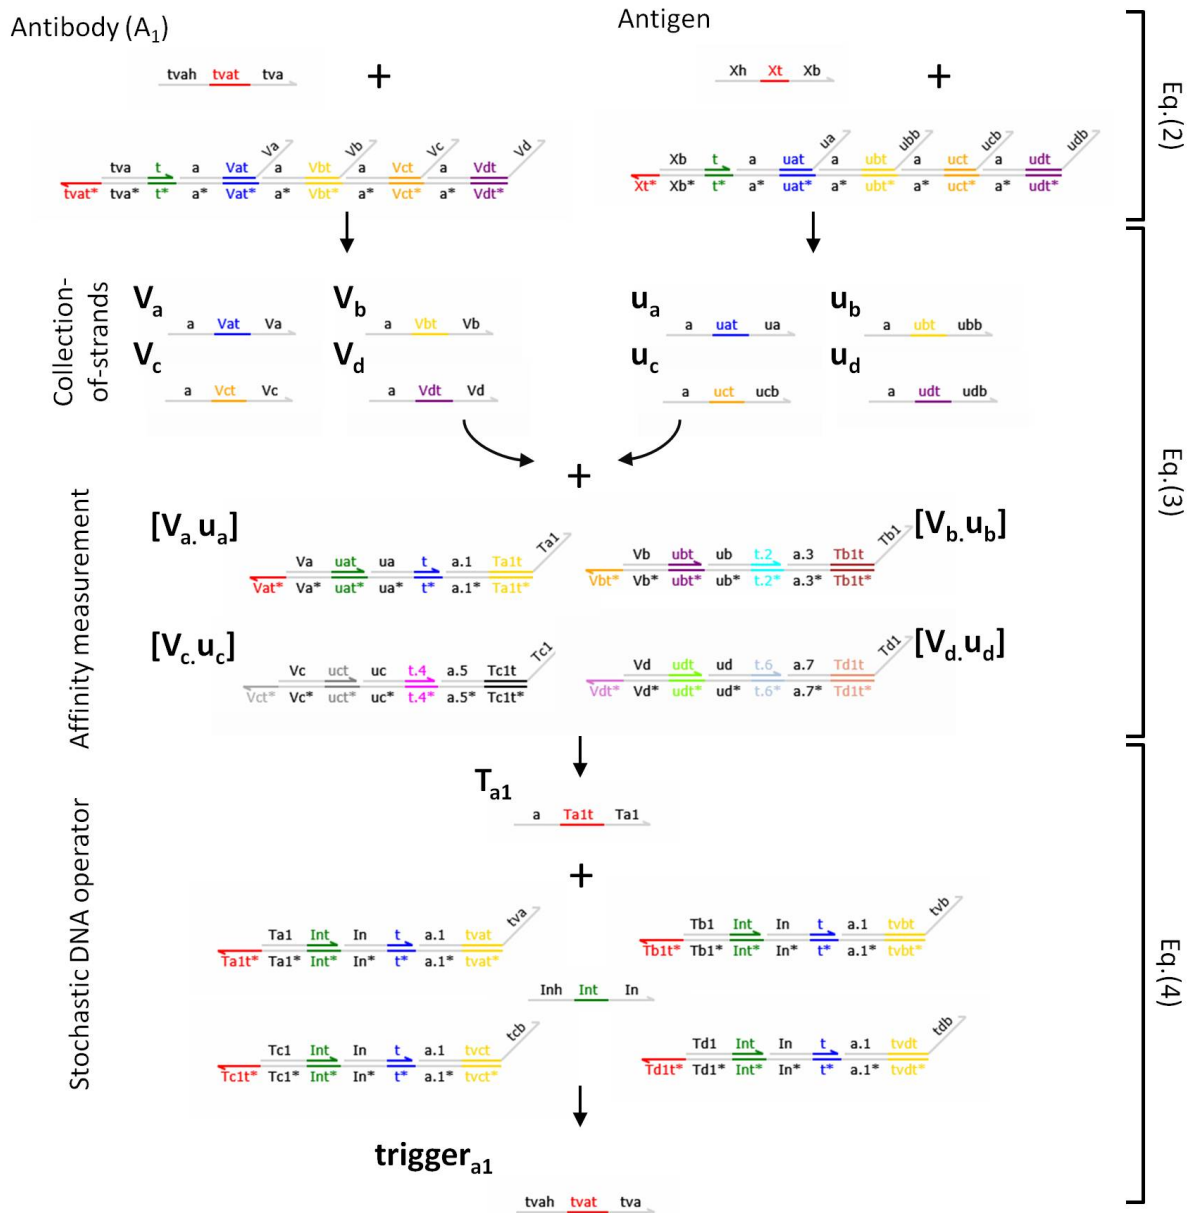 Antibody (A1)
Antigen
tvah tvat tva
+
Xh Xt Xb
+
Va Vb Vc Vd
tva t a Vat a Vbt a Vct a Vdt
tvat* tva* t* a* Vat* a* Vbt* a* Vct* a* Vdt*
ua ubb ucb udb
Xb t a uat a ubt a uct a udt
Xt* Xb* t* a* uat* a* ubt* a* uct* a* udt*
Eq.(2)
Collection-
of-strands
Va
a Vat Va
Vb
a Vbt Vb
Vc
a Vct Vc
Vd
a Vdt Vd
ua
a uat ua
ub
a ubt ubb
uc
a uct ucb
ud
a udt udb
+
Eq.(3)
Affinity measurement
[Va.ua]
Ta1
Va uat ua t a.1 Ta1t
Vat* Va* uat* ua* t* a.1* Ta1t*
[Vb.ub]
Tb1
Vb ubt ub t.2 a.3 Tb1t
Vbt* Vb* ubt* ub* t.2* a.3* Tb1t*
[Vc.uc]
Tc1
Vc uct uc t.4 a.5 Tc1t
Vct* Vc* uct* uc* t.4* a.5* Tc1t*
[Vd.ud]
Td1
Vd udt ud t.6 a.7 Td1t
Vdt* Vd* udt* ud* t.6* a.7* Td1t*
Ta1
a Ta1t Ta1
+
Stochastic DNA operator
tva
Ta1 Int In t a.1 tvat
Ta1t* Ta1* Int* In* t* a.1* tvat*
tvb
Tb1 Int In t a.1 tvbt
Tb1t* Tb1* Int* In* t* a.1* tvbt*
Inh Int In
tcb
Tc1 Int In t a.1 tvct
Tc1t* Tc1* Int* In* t* a.1* tvct*
tdb
Td1 Int In t a.1 tvdt
Td1t* Td1* Int* In* t* a.1* tvdt*
Eq.(4)
triggera1
tvah tvat tva